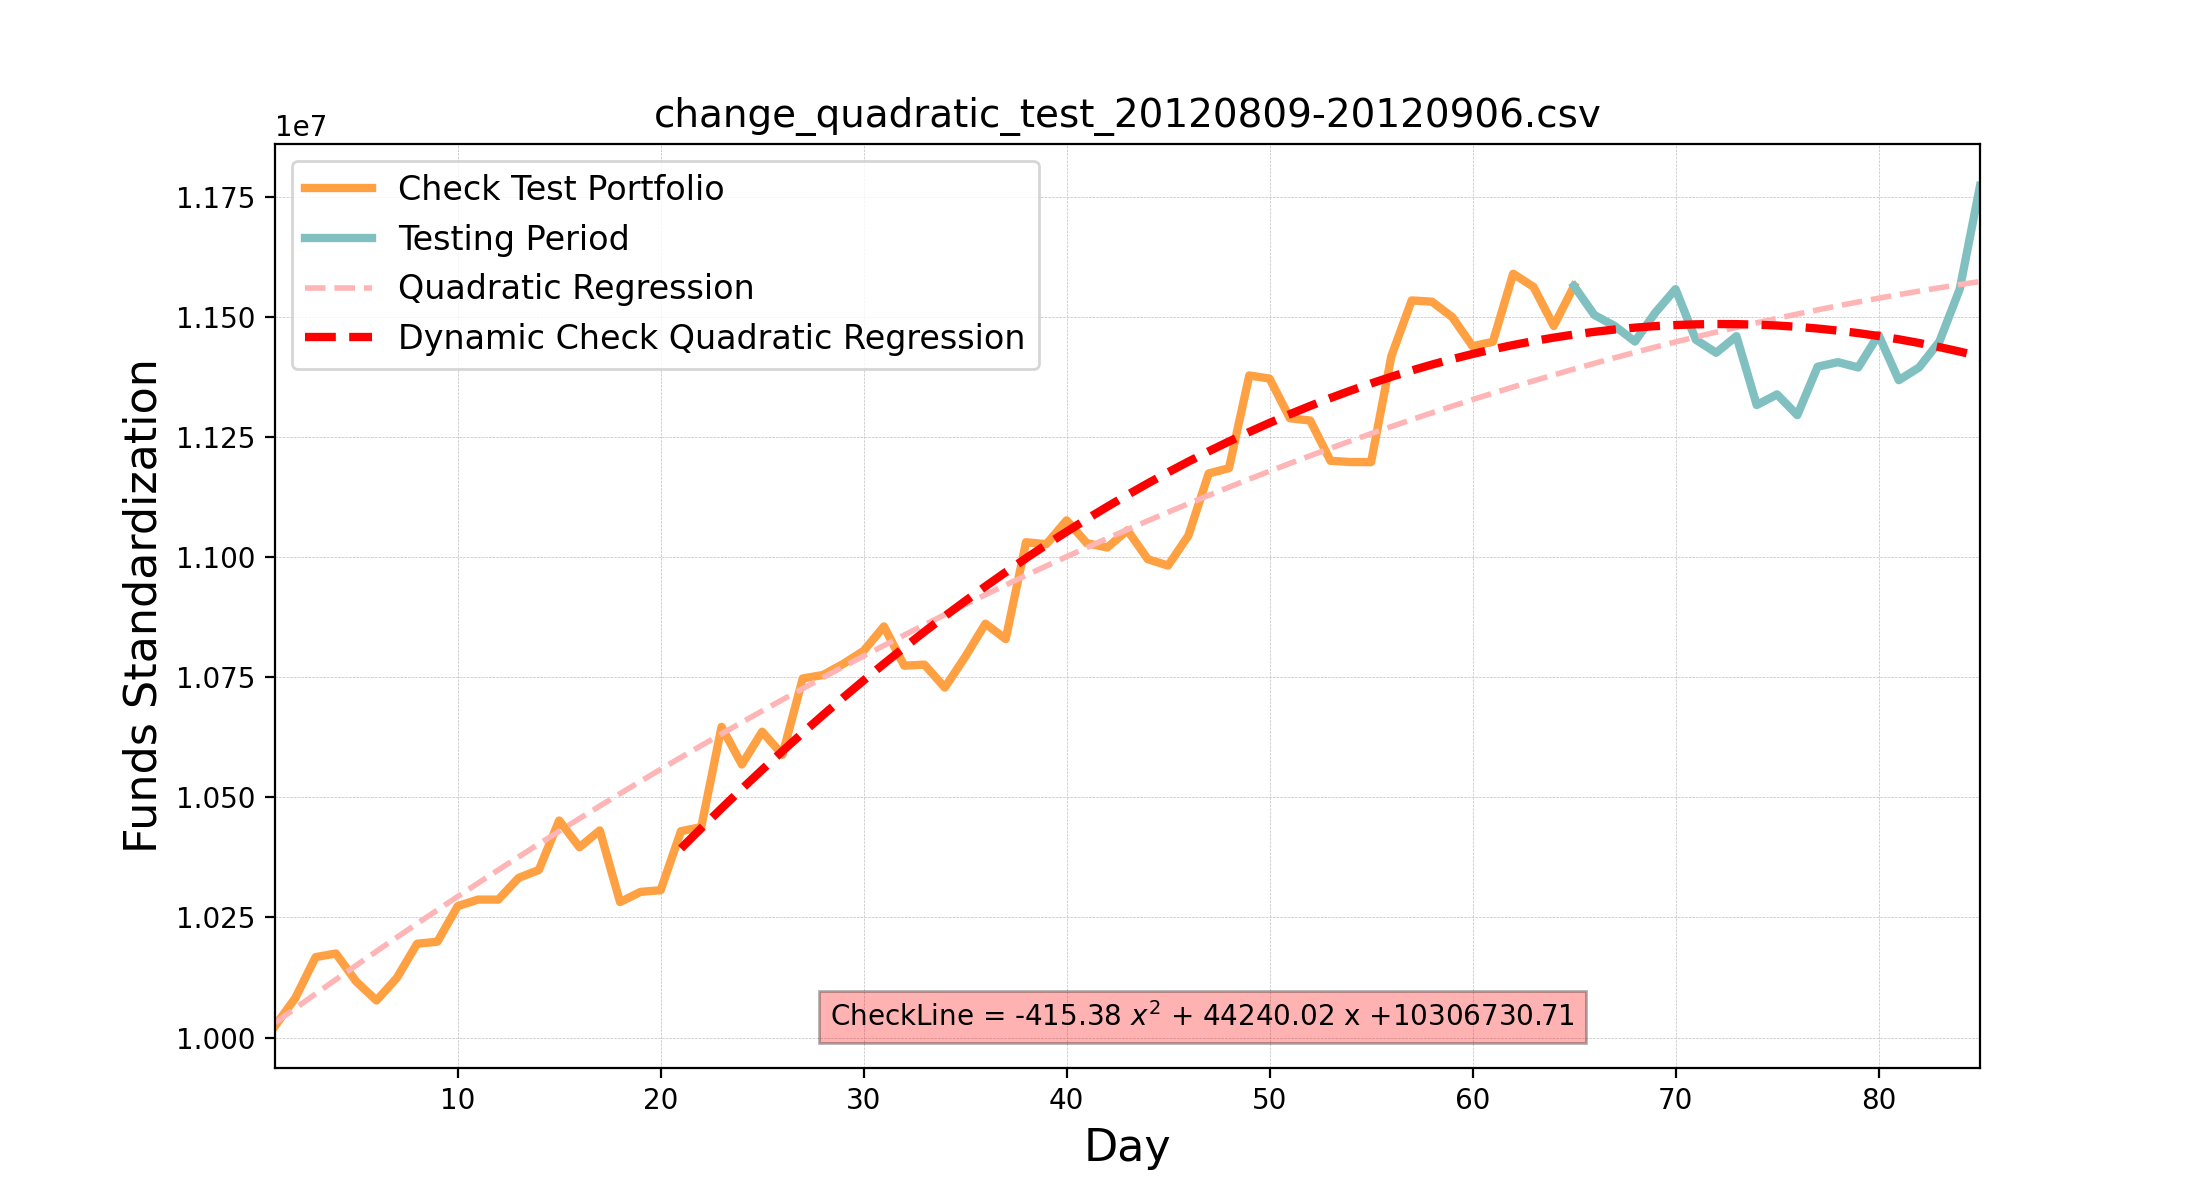 change_quadratic_test_20120809-20120906.csv
1e7
Check Test Portfolio
Testing Period
Quadratic Regression
Dynamic Check Quadratic Regression
Funds Standardization
1.175
1.150
1.125
1.100
1.075
1.050
1.025
1.000
CheckLine = -415.38 x² + 44240.02 x +10306730.71
10 20 30 40 50 60 70 80
Day